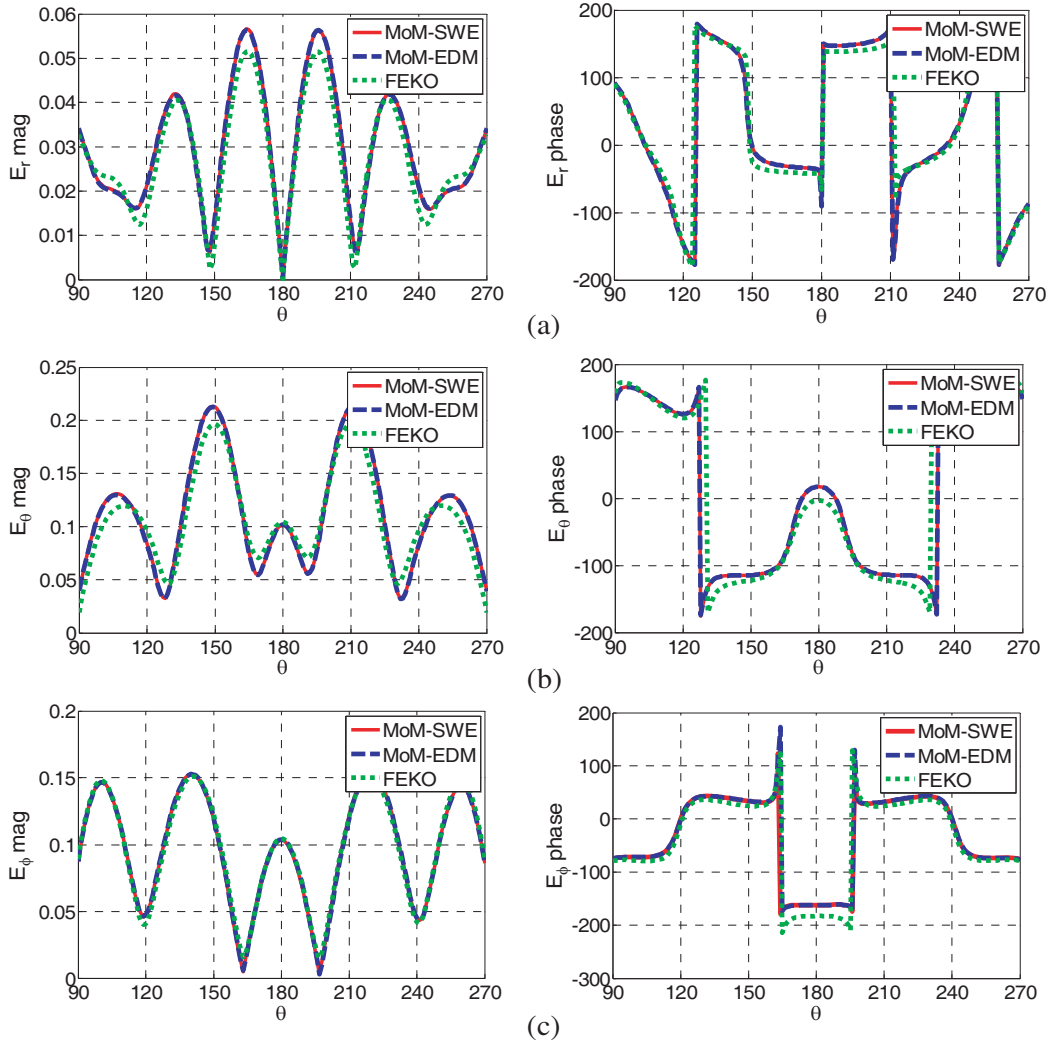 0.06
0.05
0.04
0.03
0.02
0.01
0
E_r mag
MoM-SWE
MoM-EDM
FEKO
90 120 150 180 210 240 270
θ
200
100
0
-100
-200
E_r phase
MoM-SWE
MoM-EDM
FEKO
90 120 150 180 210 240 270
θ
(a)
0.25
0.2
0.15
0.1
0.05
0
E_θ mag
MoM-SWE
MoM-EDM
FEKO
90 120 150 180 210 240 270
θ
200
100
0
-100
-200
E_θ phase
MoM-SWE
MoM-EDM
FEKO
90 120 150 180 210 240 270
θ
(b)
0.2
0.15
0.1
0.05
0
E_ϕ mag
MoM-SWE
MoM-EDM
FEKO
90 120 150 180 210 240 270
θ
200
100
0
-100
-200
-300
E_ϕ phase
MoM-SWE
MoM-EDM
FEKO
90 120 150 180 210 240 270
θ
(c)